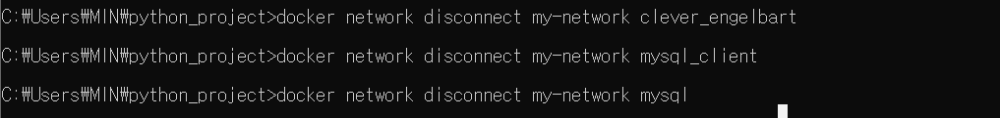 C:₩Users₩MIN₩python_project>docker network disconnect my-network clever_engelbart
C:₩Users₩MIN₩python_project>docker network disconnect my-network mysql_client
C:₩Users₩MIN₩python_project>docker network disconnect my-network mysql